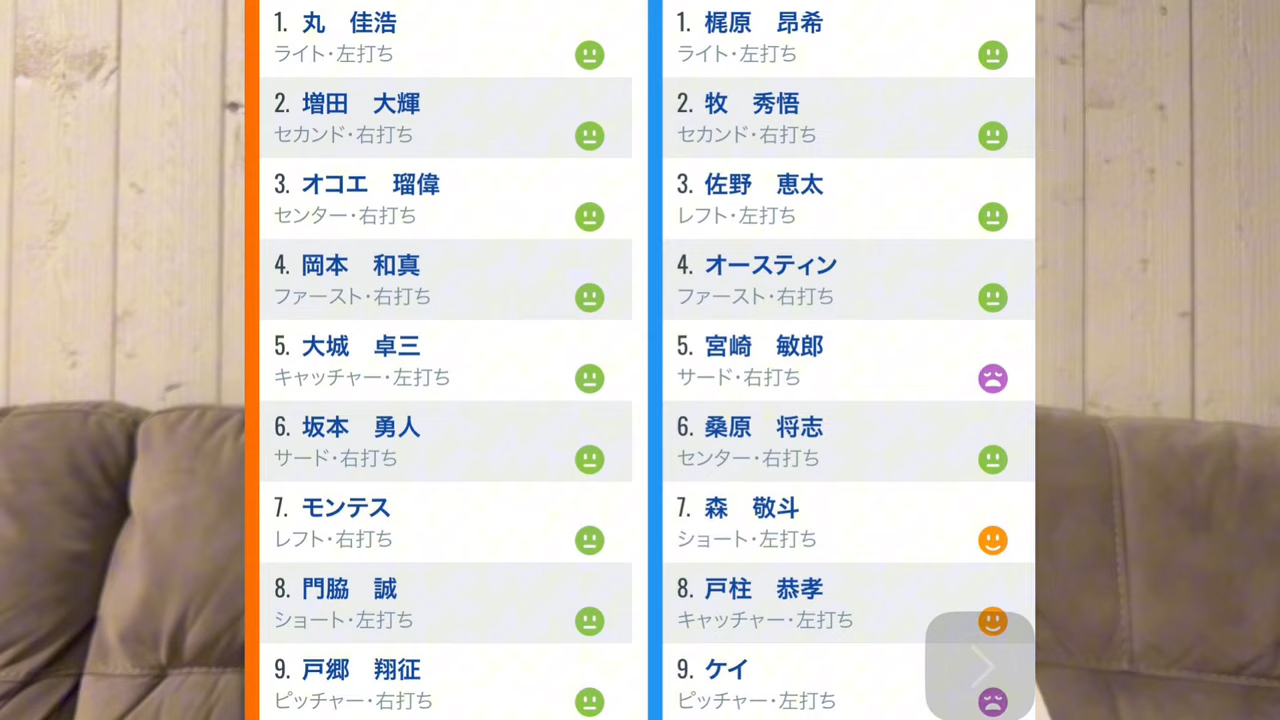 1. 丸　佳浩
ライト・左打ち
2. 増田　大輝
セカンド・右打ち
3. オコエ　瑠偉
センター・右打ち
4. 岡本　和真
ファースト・右打ち
5. 大城　卓三
キャッチャー・左打ち
6. 坂本　勇人
サード・右打ち
7. モンテス
レフト・右打ち
8. 門脇　誠
ショート・左打ち
9. 戸郷　翔征
ピッチャー・右打ち
1. 梶原　昂希
ライト・左打ち
2. 牧　秀悟
セカンド・右打ち
3. 佐野　恵太
レフト・左打ち
4. オースティン
ファースト・右打ち
5. 宮崎　敏郎
サード・右打ち
6. 桑原　将志
センター・右打ち
7. 森　敬斗
ショート・左打ち
8. 戸柱　恭孝
キャッチャー・左打ち
9. ケイ
ピッチャー・左打ち